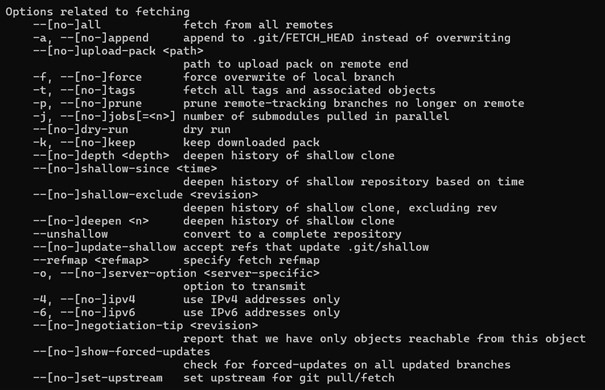 Options related to fetching
    --[no-]all            fetch from all remotes
    -a, --[no-]append     append to .git/FETCH_HEAD instead of overwriting
    --[no-]upload-pack <path>
                          path to upload pack on remote end
    -f, --[no-]force      force overwrite of local branch
    -t, --[no-]tags       fetch all tags and associated objects
    -p, --[no-]prune      prune remote-tracking branches no longer on remote
    -j, --[no-]jobs[=<n>] number of submodules pulled in parallel
    --[no-]dry-run        dry run
    -k, --[no-]keep       keep downloaded pack
    --[no-]depth <depth>  deepen history of shallow clone
    --[no-]shallow-since <time>
                          deepen history of shallow repository based on time
    --[no-]shallow-exclude <revision>
                          deepen history of shallow clone, excluding rev
    --[no-]deepen <n>     deepen history of shallow clone
    --unshallow           convert to a complete repository
    --[no-]update-shallow accept refs that update .git/shallow
    --refmap <refmap>     specify fetch refmap
    -o, --[no-]server-option <server-specific>
                          option to transmit
    -4, --[no-]ipv4       use IPv4 addresses only
    -6, --[no-]ipv6       use IPv6 addresses only
    --[no-]negotiation-tip <revision>
                          report that we have only objects reachable from this object
    --[no-]show-forced-updates
                          check for forced-updates on all updated branches
    --[no-]set-upstream   set upstream for git pull/fetch